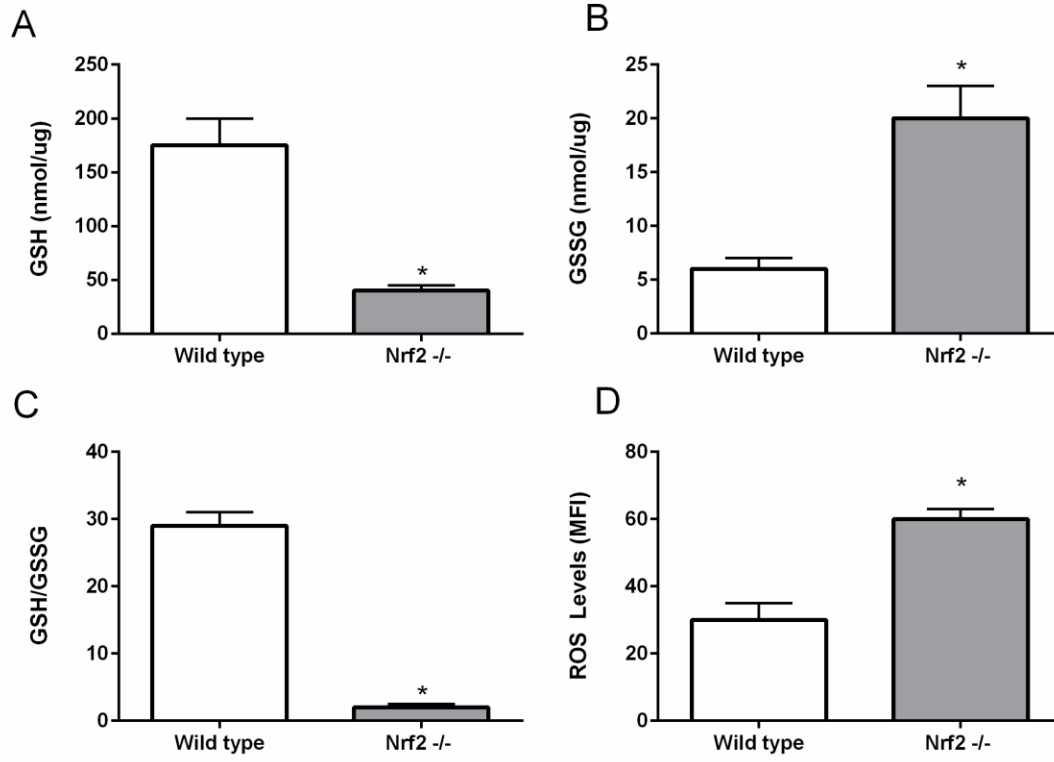 A
GSH (nmol/ug)
250
200
150
100
50
0
*
Wild type
Nrf2 -/-
B
GSSG (nmol/ug)
25
20
15
10
5
0
*
Wild type
Nrf2 -/-
C
GSH/GSSG
40
30
20
10
0
*
Wild type
Nrf2 -/-
D
ROS Levels (MFI)
80
60
40
20
0
*
Wild type
Nrf2 -/-